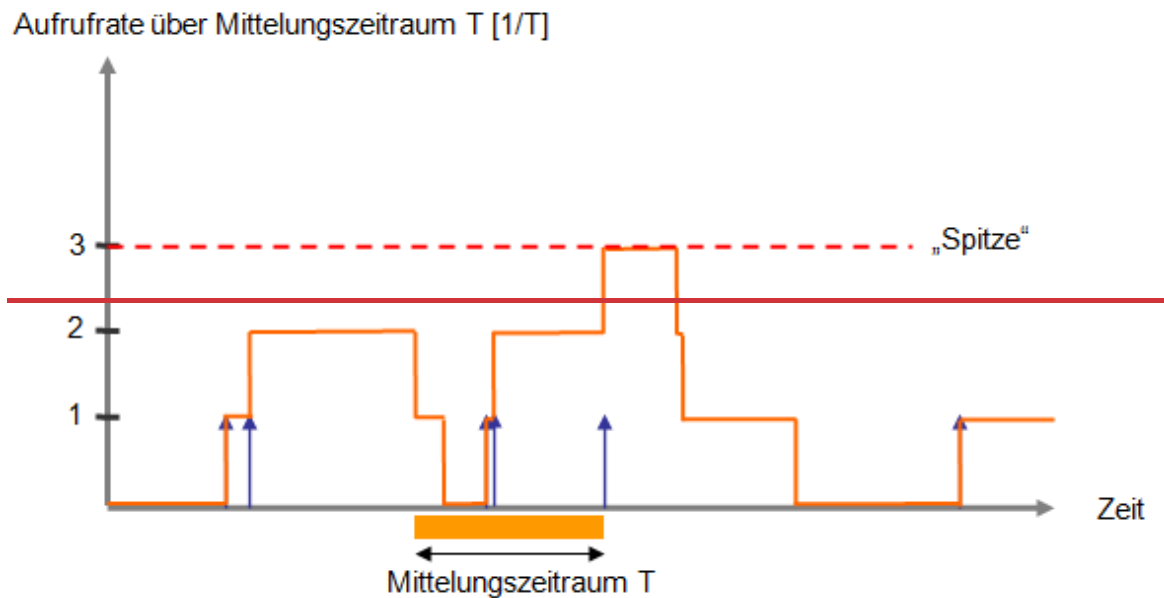 Aufrufrate über Mittelungszeitraum T [1/T]
3
„Spitze“
2
1
Zeit
Mittelungszeitraum T